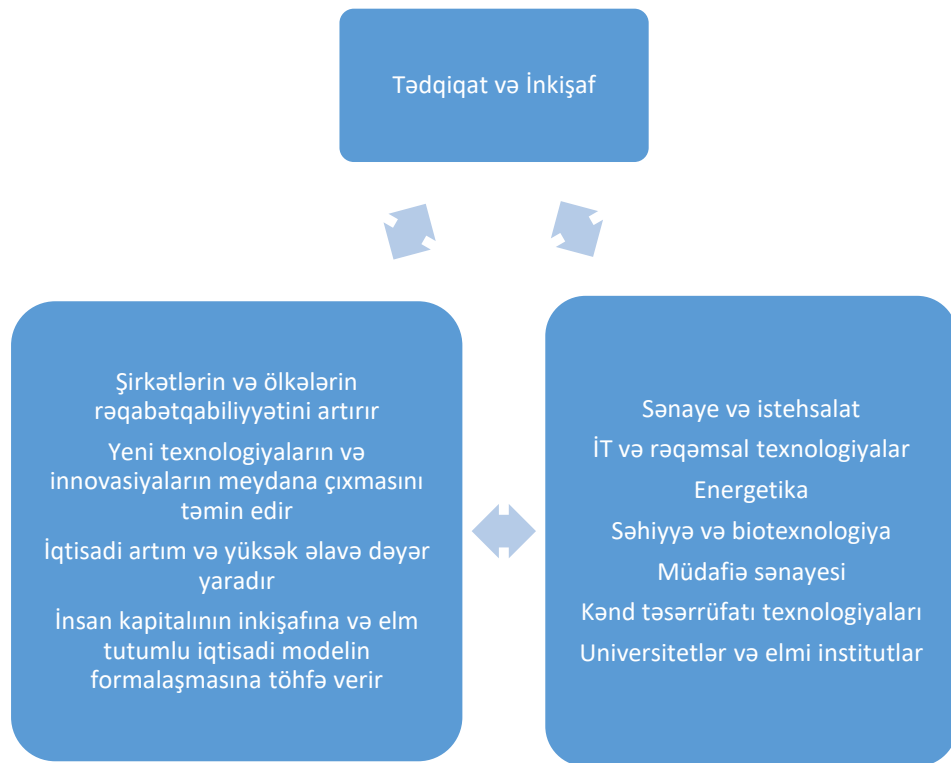 Tədqiqat və İnkişaf
Şirkətlərin və ölkələrin
rəqabətqabiliyyətini artırır
Yeni texnologiyaların və
innovasiyaların meydana çıxmasını
təmin edir
İqtisadi artım və yüksək əlavə dəyər
yaradır
İnsan kapitalının inkişafına və elm
tutumlu iqtisadi modelin
formalaşmasına töhfə verir
Sənaye və istehsalat
İT və rəqəmsal texnologiyalar
Energetika
Səhiyyə və biotexnologiya
Müdafiə sənayesi
Kənd təsərrüfatı texnologiyaları
Universitetlər və elmi institutlar